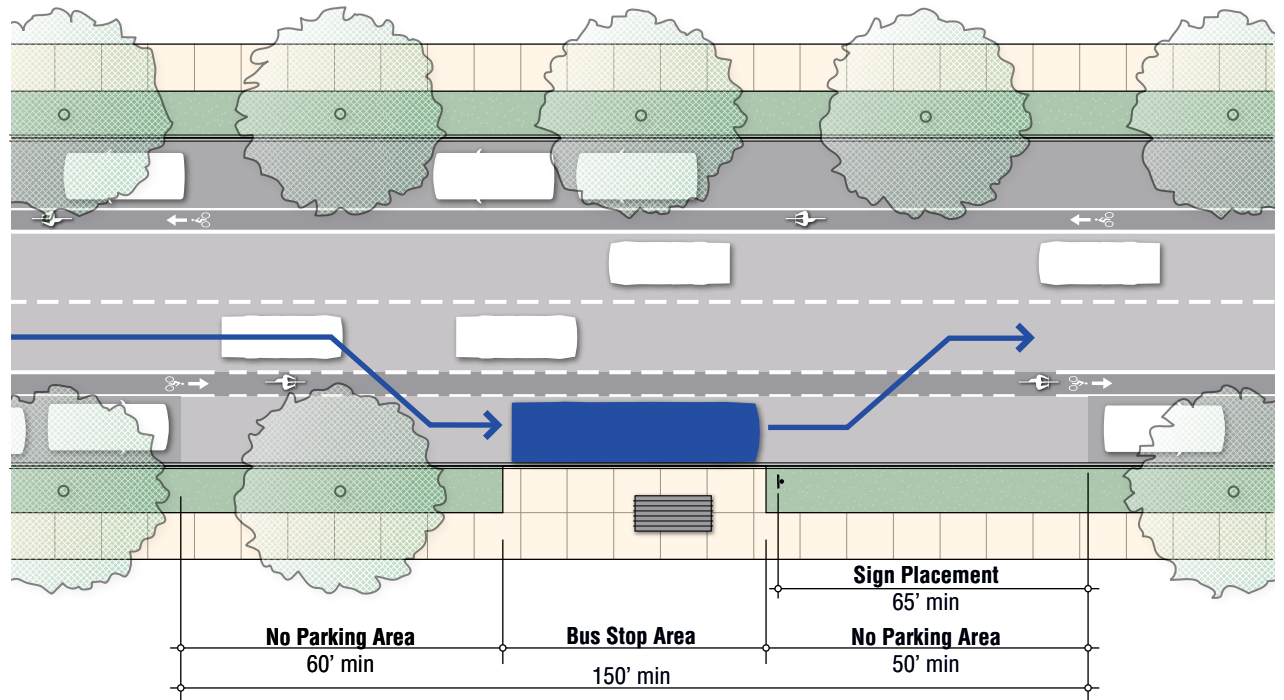 Sign Placement
65’ min
No Parking Area
Bus Stop Area
No Parking Area
60’ min
50’ min
150’ min